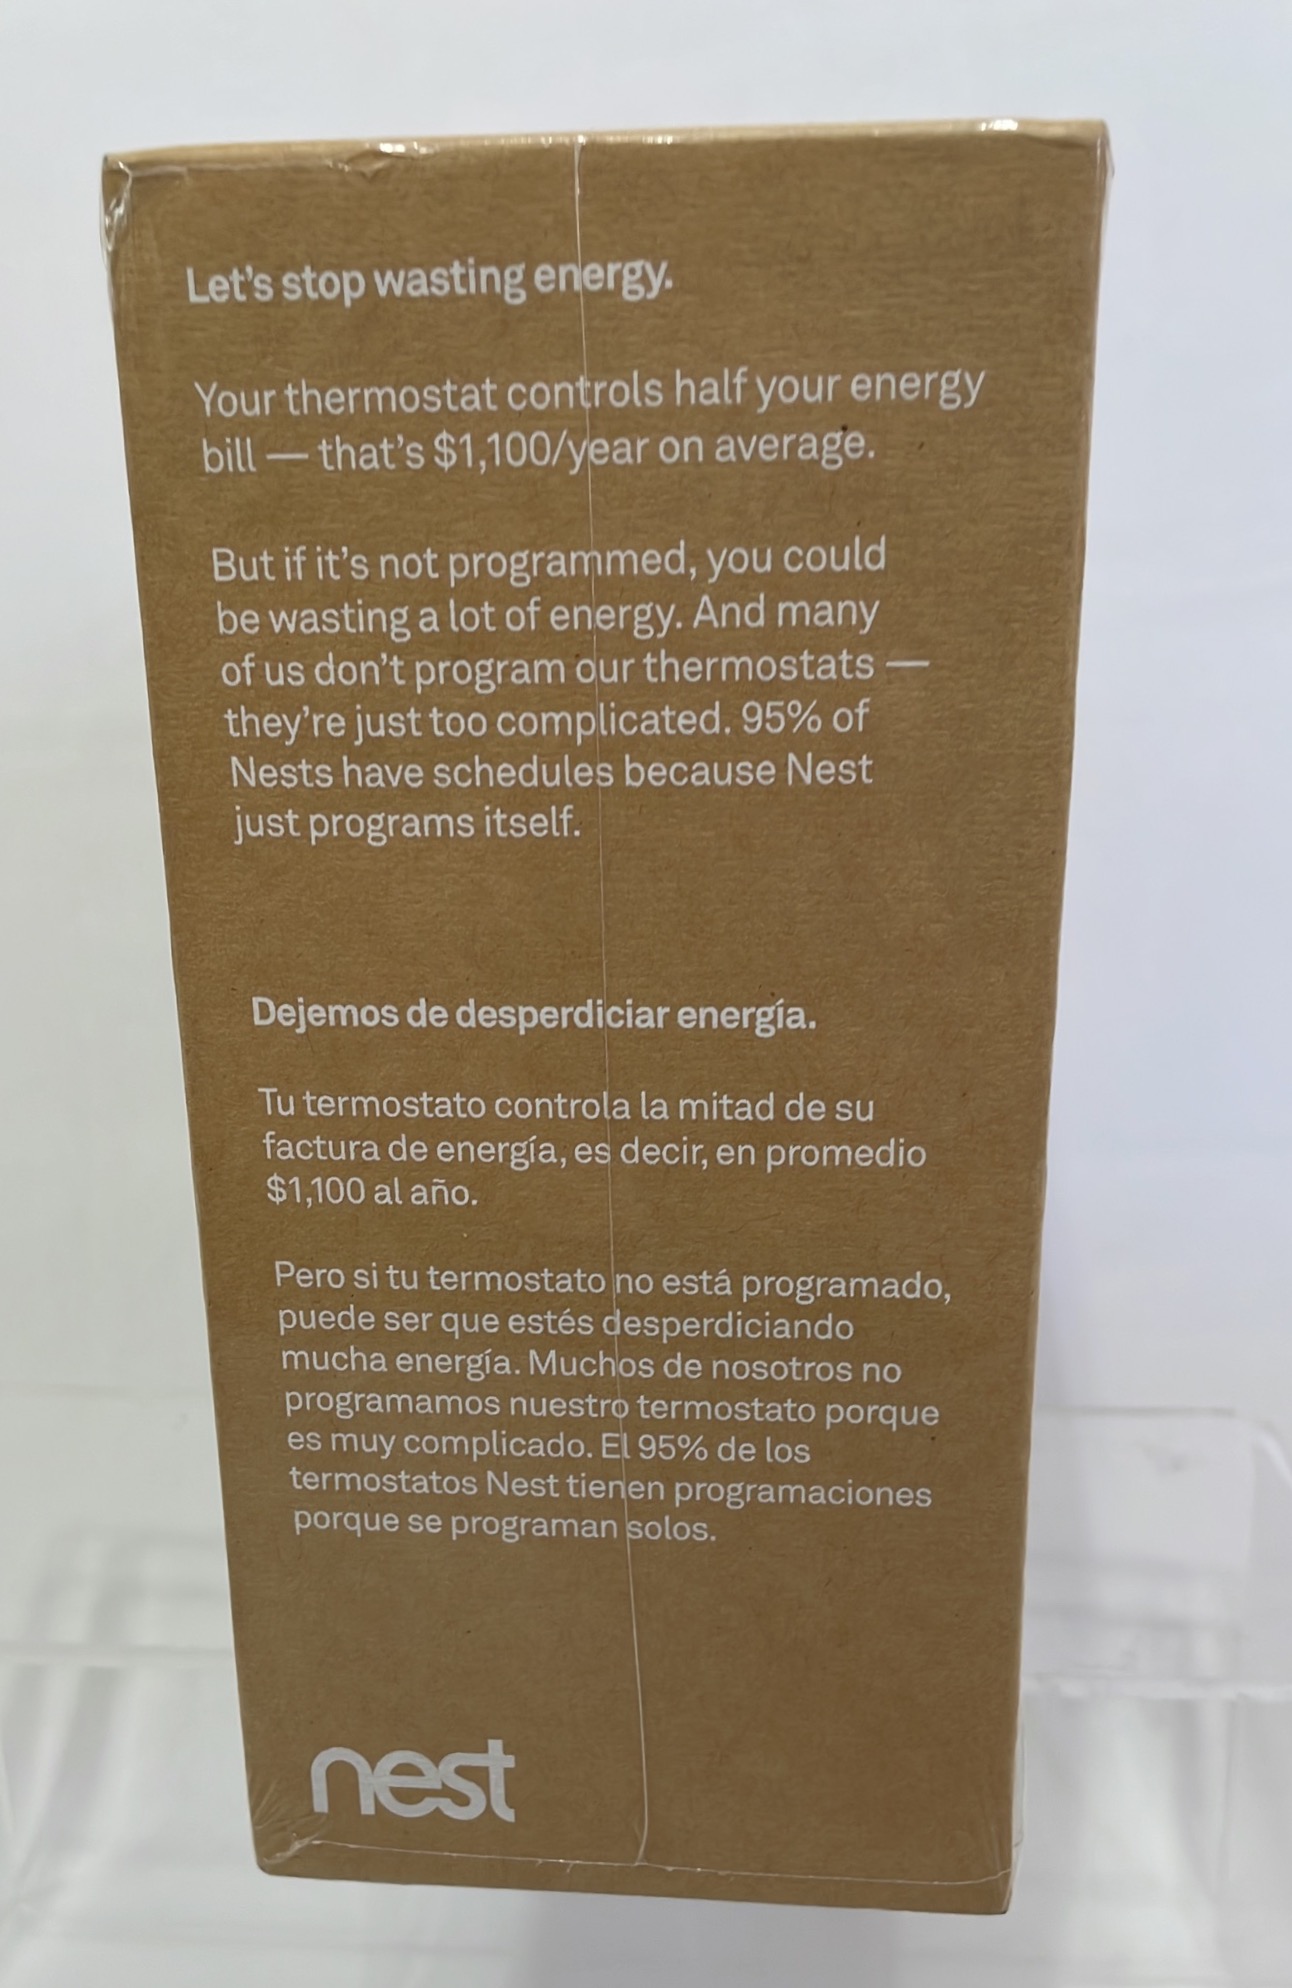 Let's stop wasting energy.
Your thermostat controls half your energy
bill — that's $1,100/year on average.
But if it's not programmed, you could
be wasting a lot of energy. And many
of us don't program our thermostats —
they're just too complicated. 95% of
Nests have schedules because Nest
just programs itself.
Dejemos de desperdiciar energía.
Tu termostato controla la mitad de su
factura de energía, es decir, en promedio
$1,100 al año.
Pero si tu termostato no está programado,
puede ser que estés desperdiciando
mucha energía. Muchos de nosotros no
programamos nuestro termostato porque
es muy complicado. El 95% de los
termostatos Nest tienen programaciones
porque se programan solos.
nest